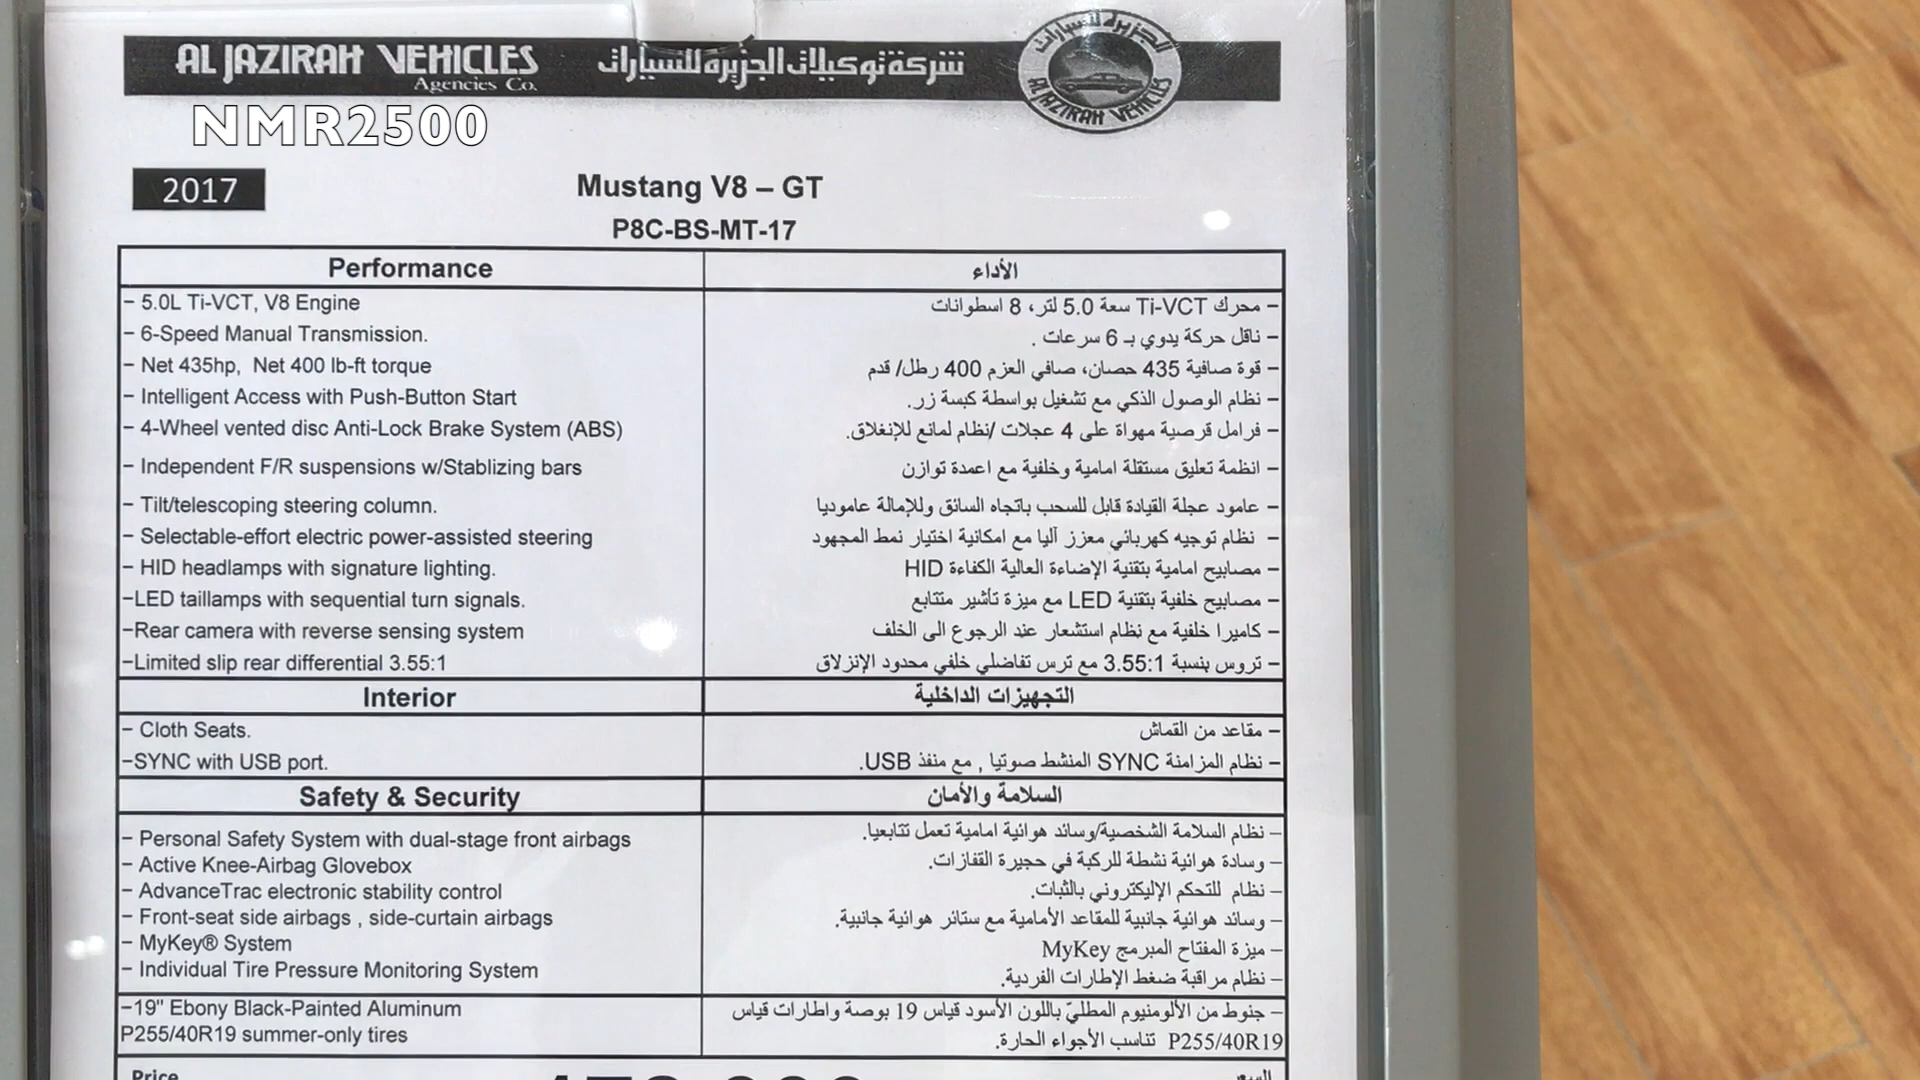 AL JAZIRAH VEHICLES
Agencies Co.
شركة توكيلات الجزيرة للسيارات
الجزيرة للسيارات
AL JAZIRAH VEHICLES
NMR2500
2017
Mustang V8 – GT
P8C-BS-MT-17
Performance
الأداء
– 5.0L Ti-VCT, V8 Engine
– محرك Ti-VCT سعة 5.0 لتر، 8 اسطوانات
– 6-Speed Manual Transmission.
– ناقل حركة يدوي بـ 6 سرعات .
– Net 435hp, Net 400 lb-ft torque
– قوة صافية 435 حصان، صافي العزم 400 رطل/ قدم
– Intelligent Access with Push-Button Start
– نظام الوصول الذكي مع تشغيل بواسطة كبسة زر.
– 4-Wheel vented disc Anti-Lock Brake System (ABS)
– فرامل قرصية مهواة على 4 عجلات /نظام لمانع للإنغلاق.
– Independent F/R suspensions w/Stablizing bars
– انظمة تعليق مستقلة امامية وخلفية مع اعمدة توازن
– Tilt/telescoping steering column.
– عامود عجلة القيادة قابل للسحب باتجاه السائق وللإمالة عاموديا
– Selectable-effort electric power-assisted steering
– نظام توجيه كهربائي معزز آليا مع امكانية اختيار نمط المجهود
– HID headlamps with signature lighting.
– مصابيح امامية بتقنية الإضاءة العالية الكفاءة HID
–LED taillamps with sequential turn signals.
– مصابيح خلفية بتقنية LED مع ميزة تأشير متتابع
–Rear camera with reverse sensing system
– كاميرا خلفية مع نظام استشعار عند الرجوع الى الخلف
–Limited slip rear differential 3.55:1
– تروس بنسبة 3.55:1 مع ترس تفاضلي خلفي محدود الإنزلاق
Interior
التجهيزات الداخلية
– Cloth Seats.
– مقاعد من القماش
–SYNC with USB port.
– نظام المزامنة SYNC المنشط صوتيا , مع منفذ USB.
Safety & Security
السلامة والأمان
– Personal Safety System with dual-stage front airbags
– نظام السلامة الشخصية/وسائد هوائية امامية تعمل تتابعيا.
– Active Knee-Airbag Glovebox
– وسادة هوائية نشطة للركبة في حجيرة القفازات.
– AdvanceTrac electronic stability control
– نظام للتحكم الإليكتروني بالثبات.
– Front-seat side airbags , side-curtain airbags
– وسائد هوائية جانبية للمقاعد الأمامية مع ستائر هوائية جانبية.
– MyKey® System
– ميزة المفتاح المبرمج MyKey
– Individual Tire Pressure Monitoring System
– نظام مراقبة ضغط الإطارات الفردية.
–19" Ebony Black-Painted Aluminum
– جنوط من الألومنيوم المطليّ باللون الأسود قياس 19 بوصة واطارات قياس
P255/40R19 summer-only tires
P255/40R19 تناسب الأجواء الحارة.
Price
السعر